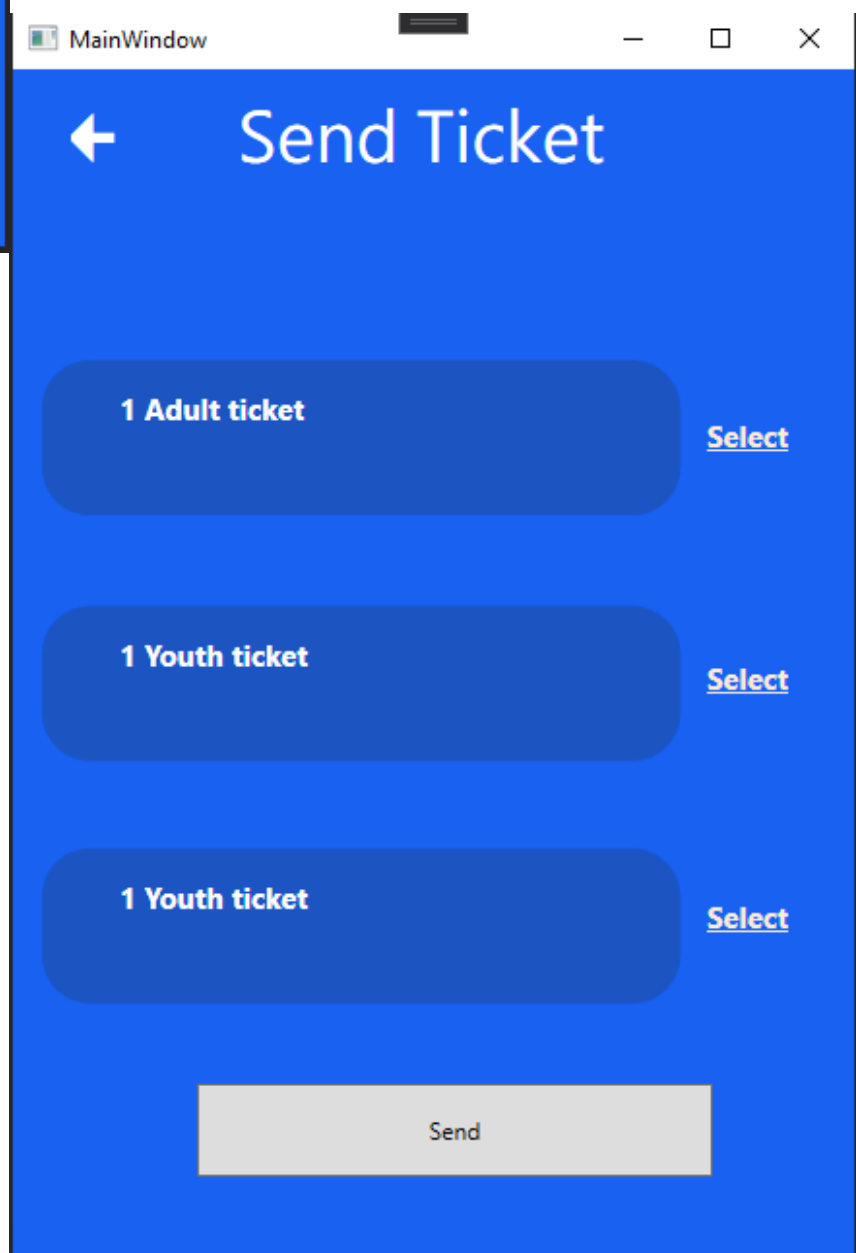 MainWindow
Send Ticket
1 Adult ticket
Select
1 Youth ticket
Select
1 Youth ticket
Select
Send